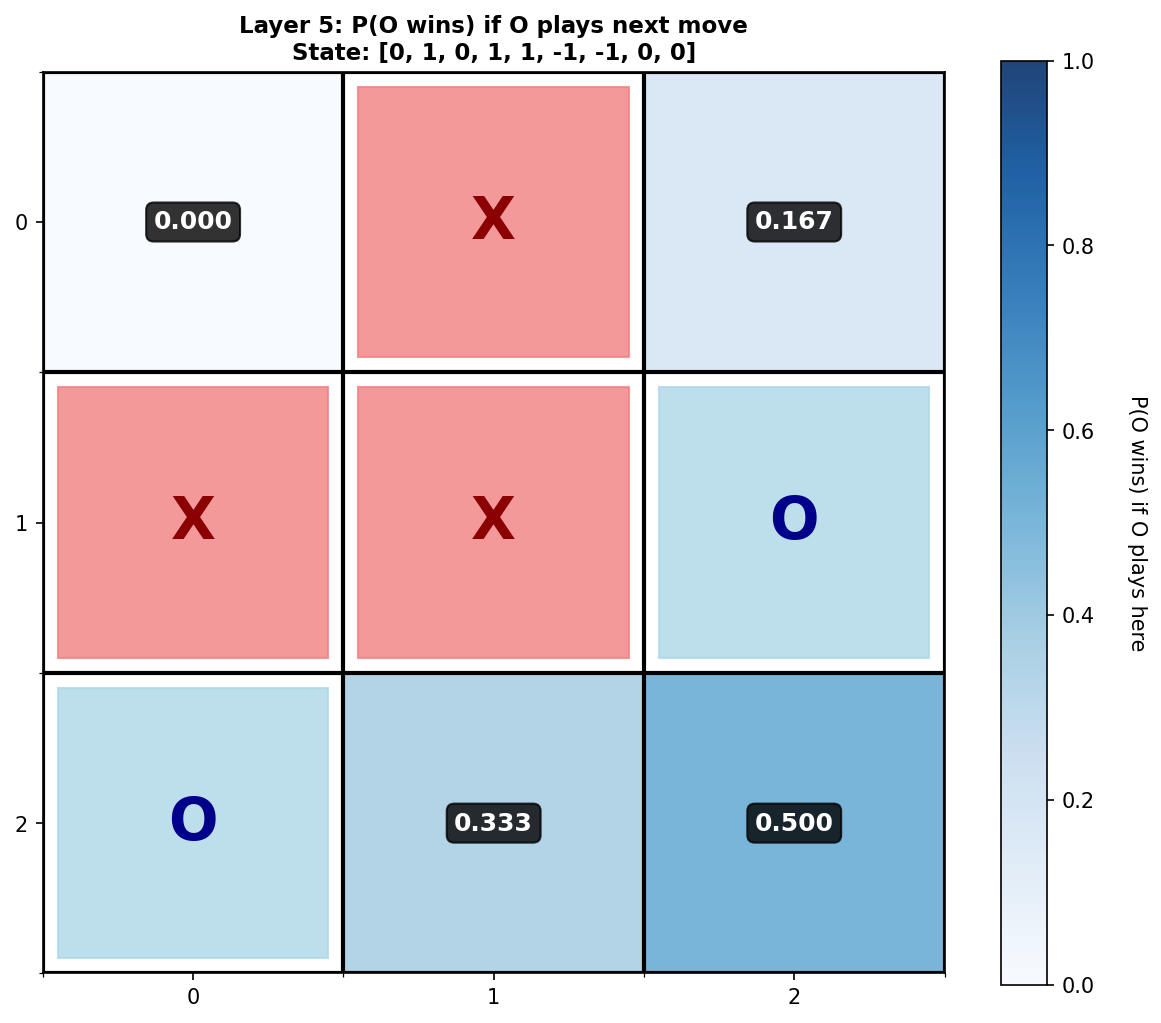 Layer 5: P(O wins) if O plays next move
State: [0, 1, 0, 1, 1, -1, -1, 0, 0]
0.000 X 0.167
X X O
O 0.333 0.500
0
1
2
0 1 2
1.0
0.8
0.6
0.4
0.2
0.0
P(O wins) if O plays here